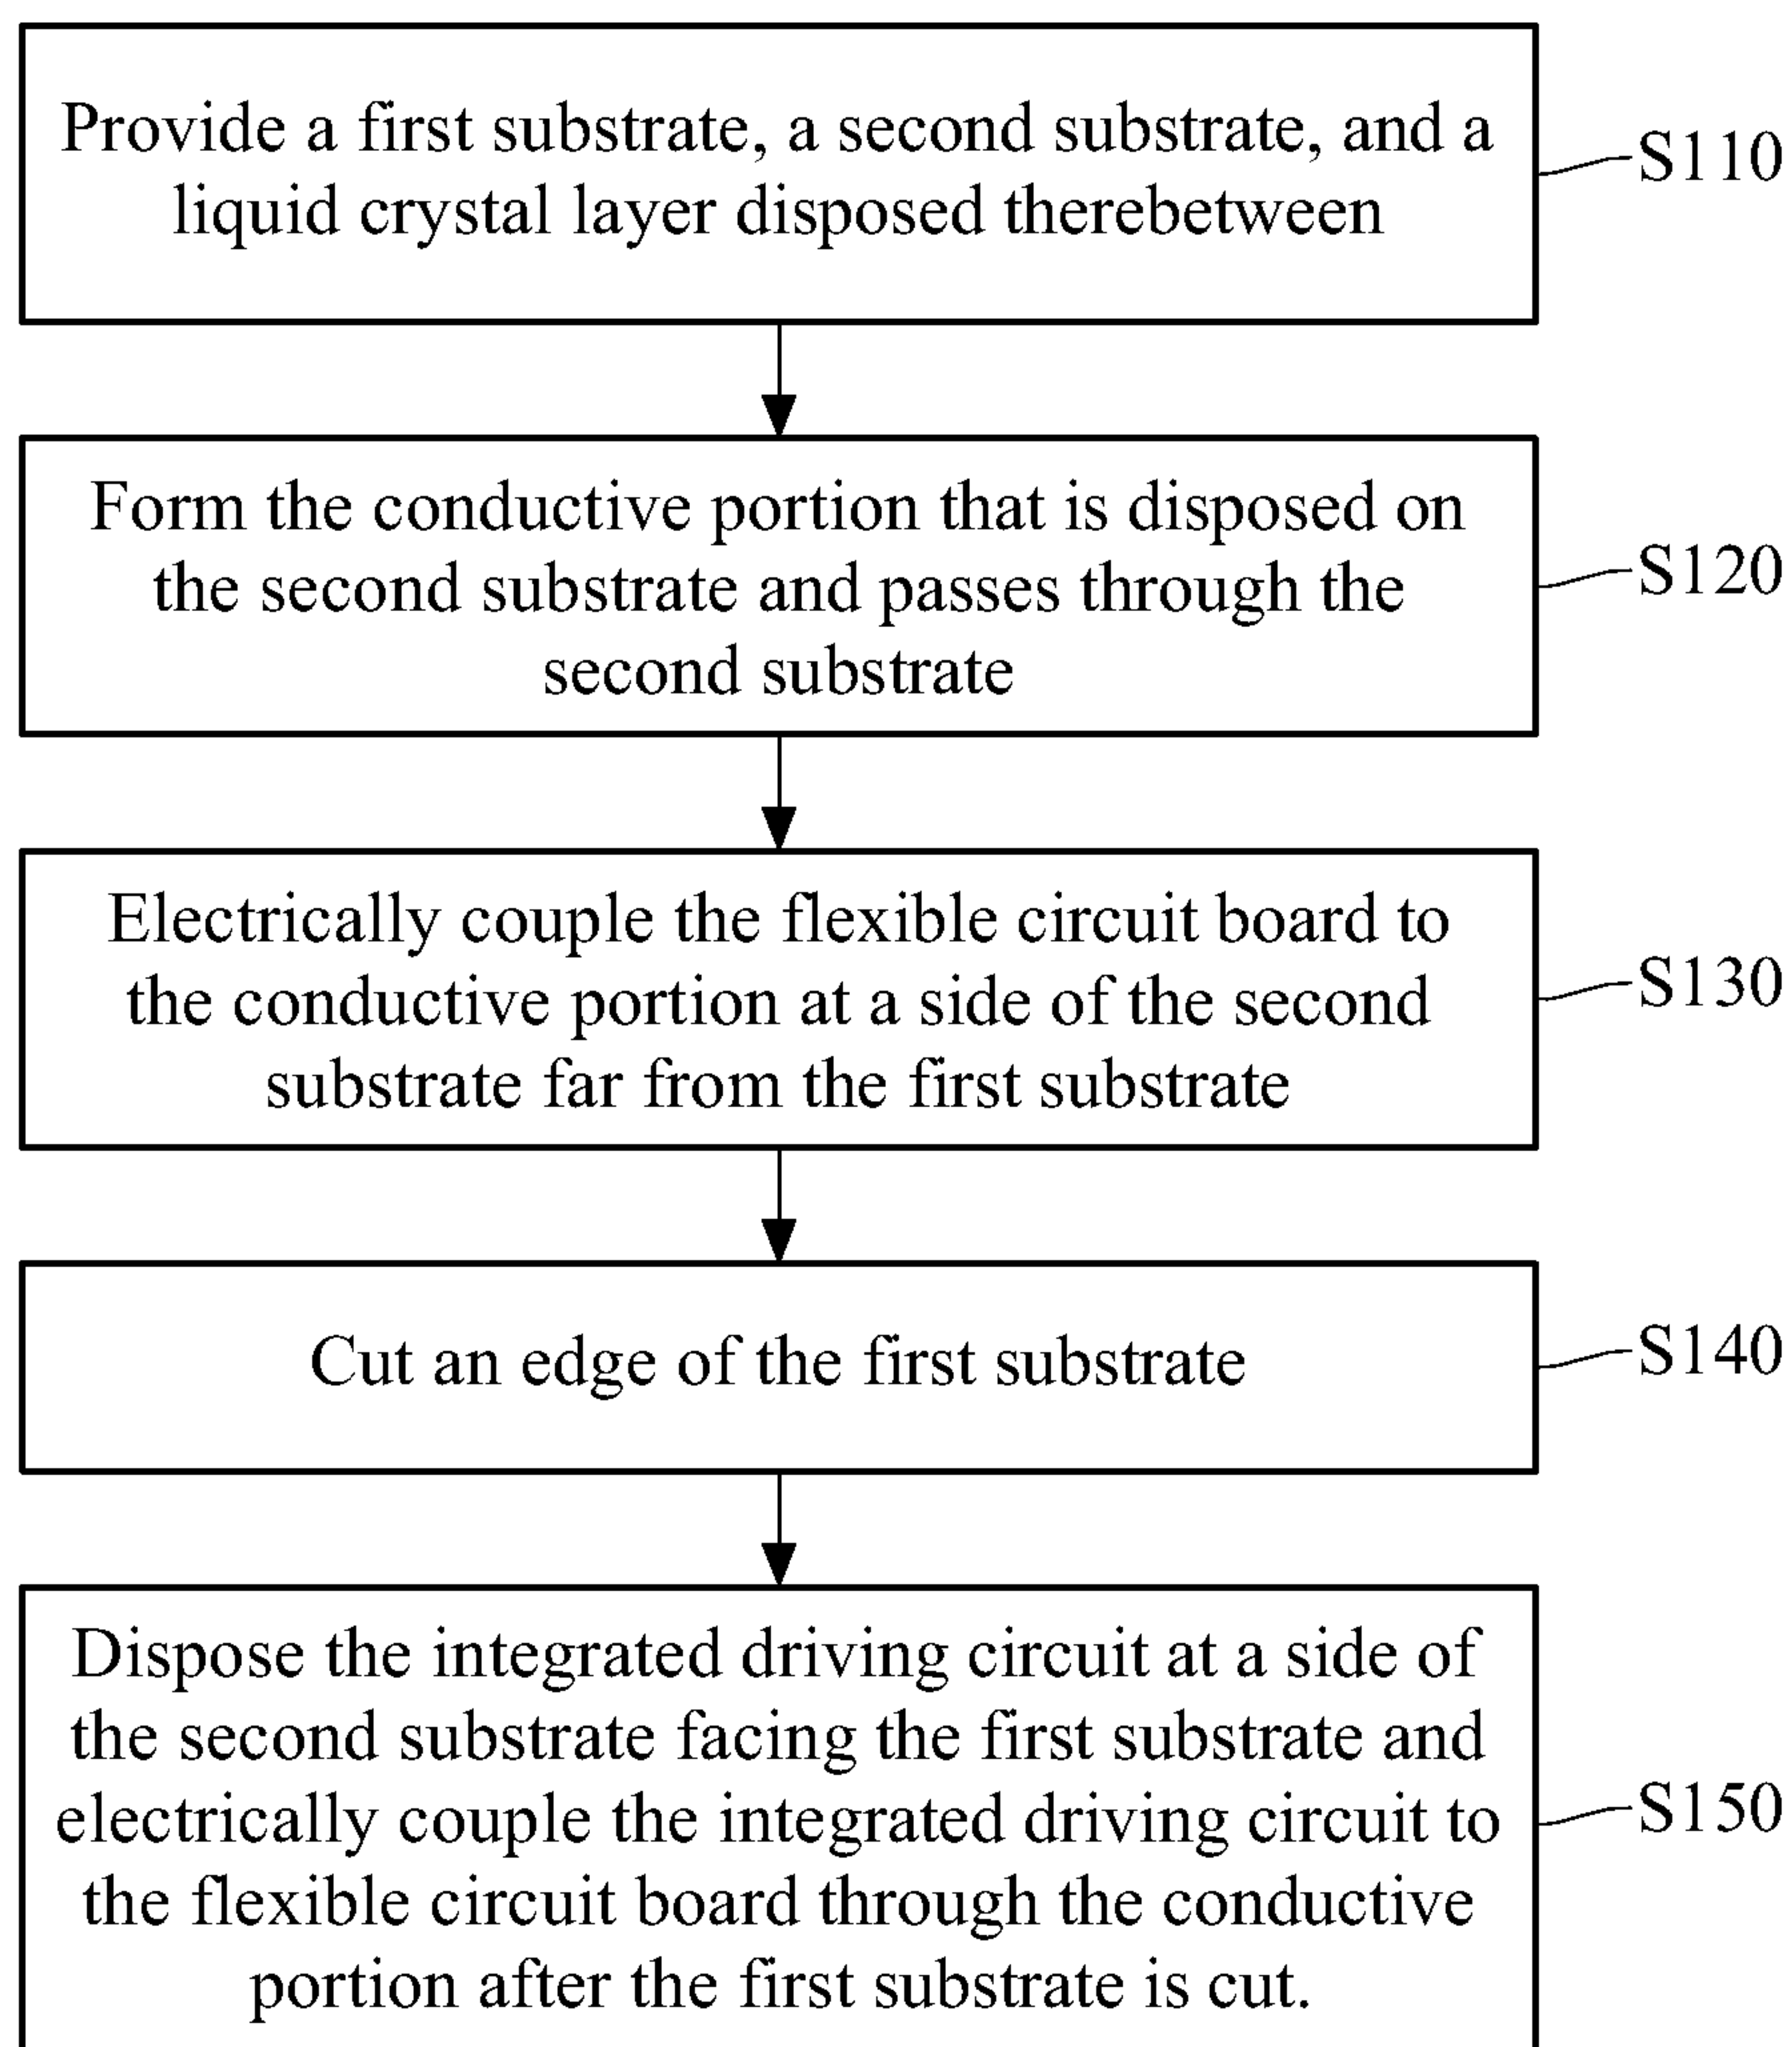 Provide a first substrate, a second substrate, and a
liquid crystal layer disposed therebetween
S110
Form the conductive portion that is disposed on
the second substrate and passes through the
second substrate
S120
Electrically couple the flexible circuit board to
the conductive portion at a side of the second
substrate far from the first substrate
S130
Cut an edge of the first substrate
S140
Dispose the integrated driving circuit at a side of
the second substrate facing the first substrate and
electrically couple the integrated driving circuit to
the flexible circuit board through the conductive
portion after the first substrate is cut.
S150